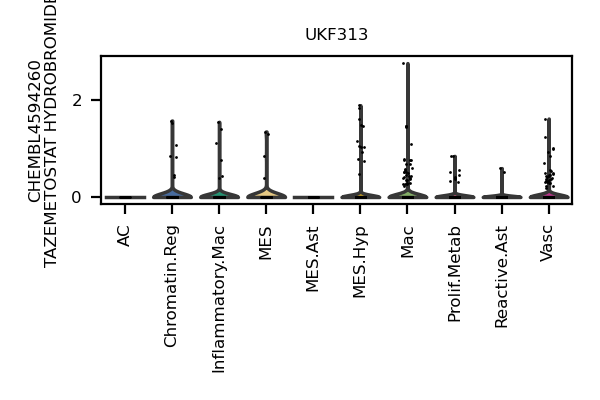 UKF313
CHEMBL4594260
TAZEMETOSTAT HYDROBROMIDE
2
0
AC
Chromatin.Reg
Inflammatory.Mac
MES
MES.Ast
MES.Hyp
Mac
Prolif.Metab
Reactive.Ast
Vasc